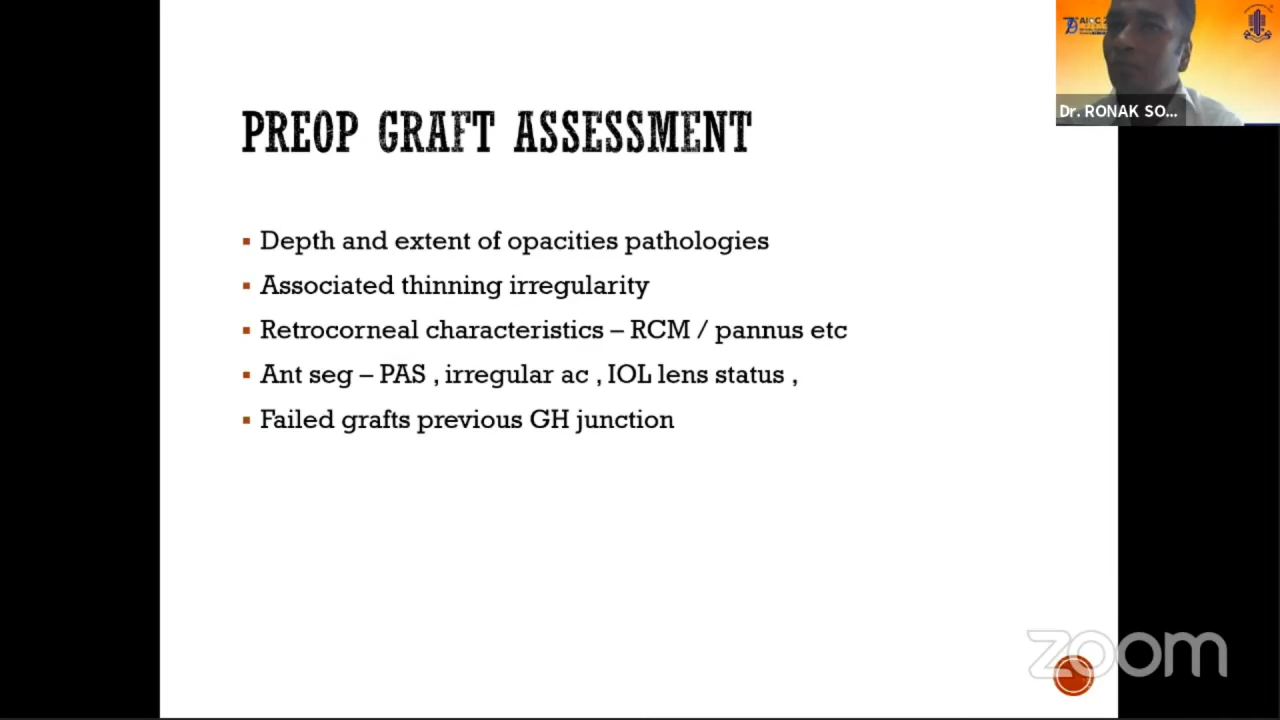 AIOC
Dr. RONAK SO...
PREOP GRAFT ASSESSMENT
▪ Depth and extent of opacities pathologies
▪ Associated thinning irregularity
▪ Retrocorneal characteristics – RCM / pannus etc
▪ Ant seg – PAS , irregular ac , IOL lens status ,
▪ Failed grafts previous GH junction
zoom